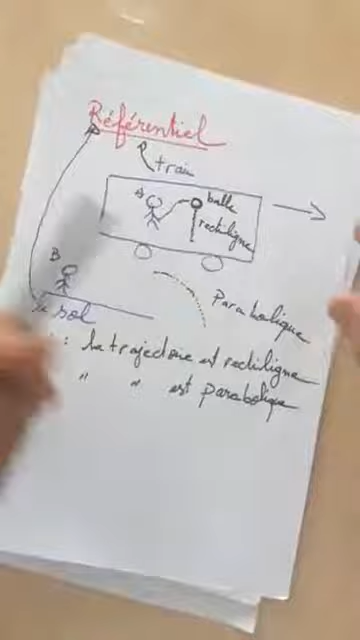 Référentiel
train
A
balle
rectiligne
B
sol
Parabolique
: la trajectoire est rectiligne
" " est parabolique